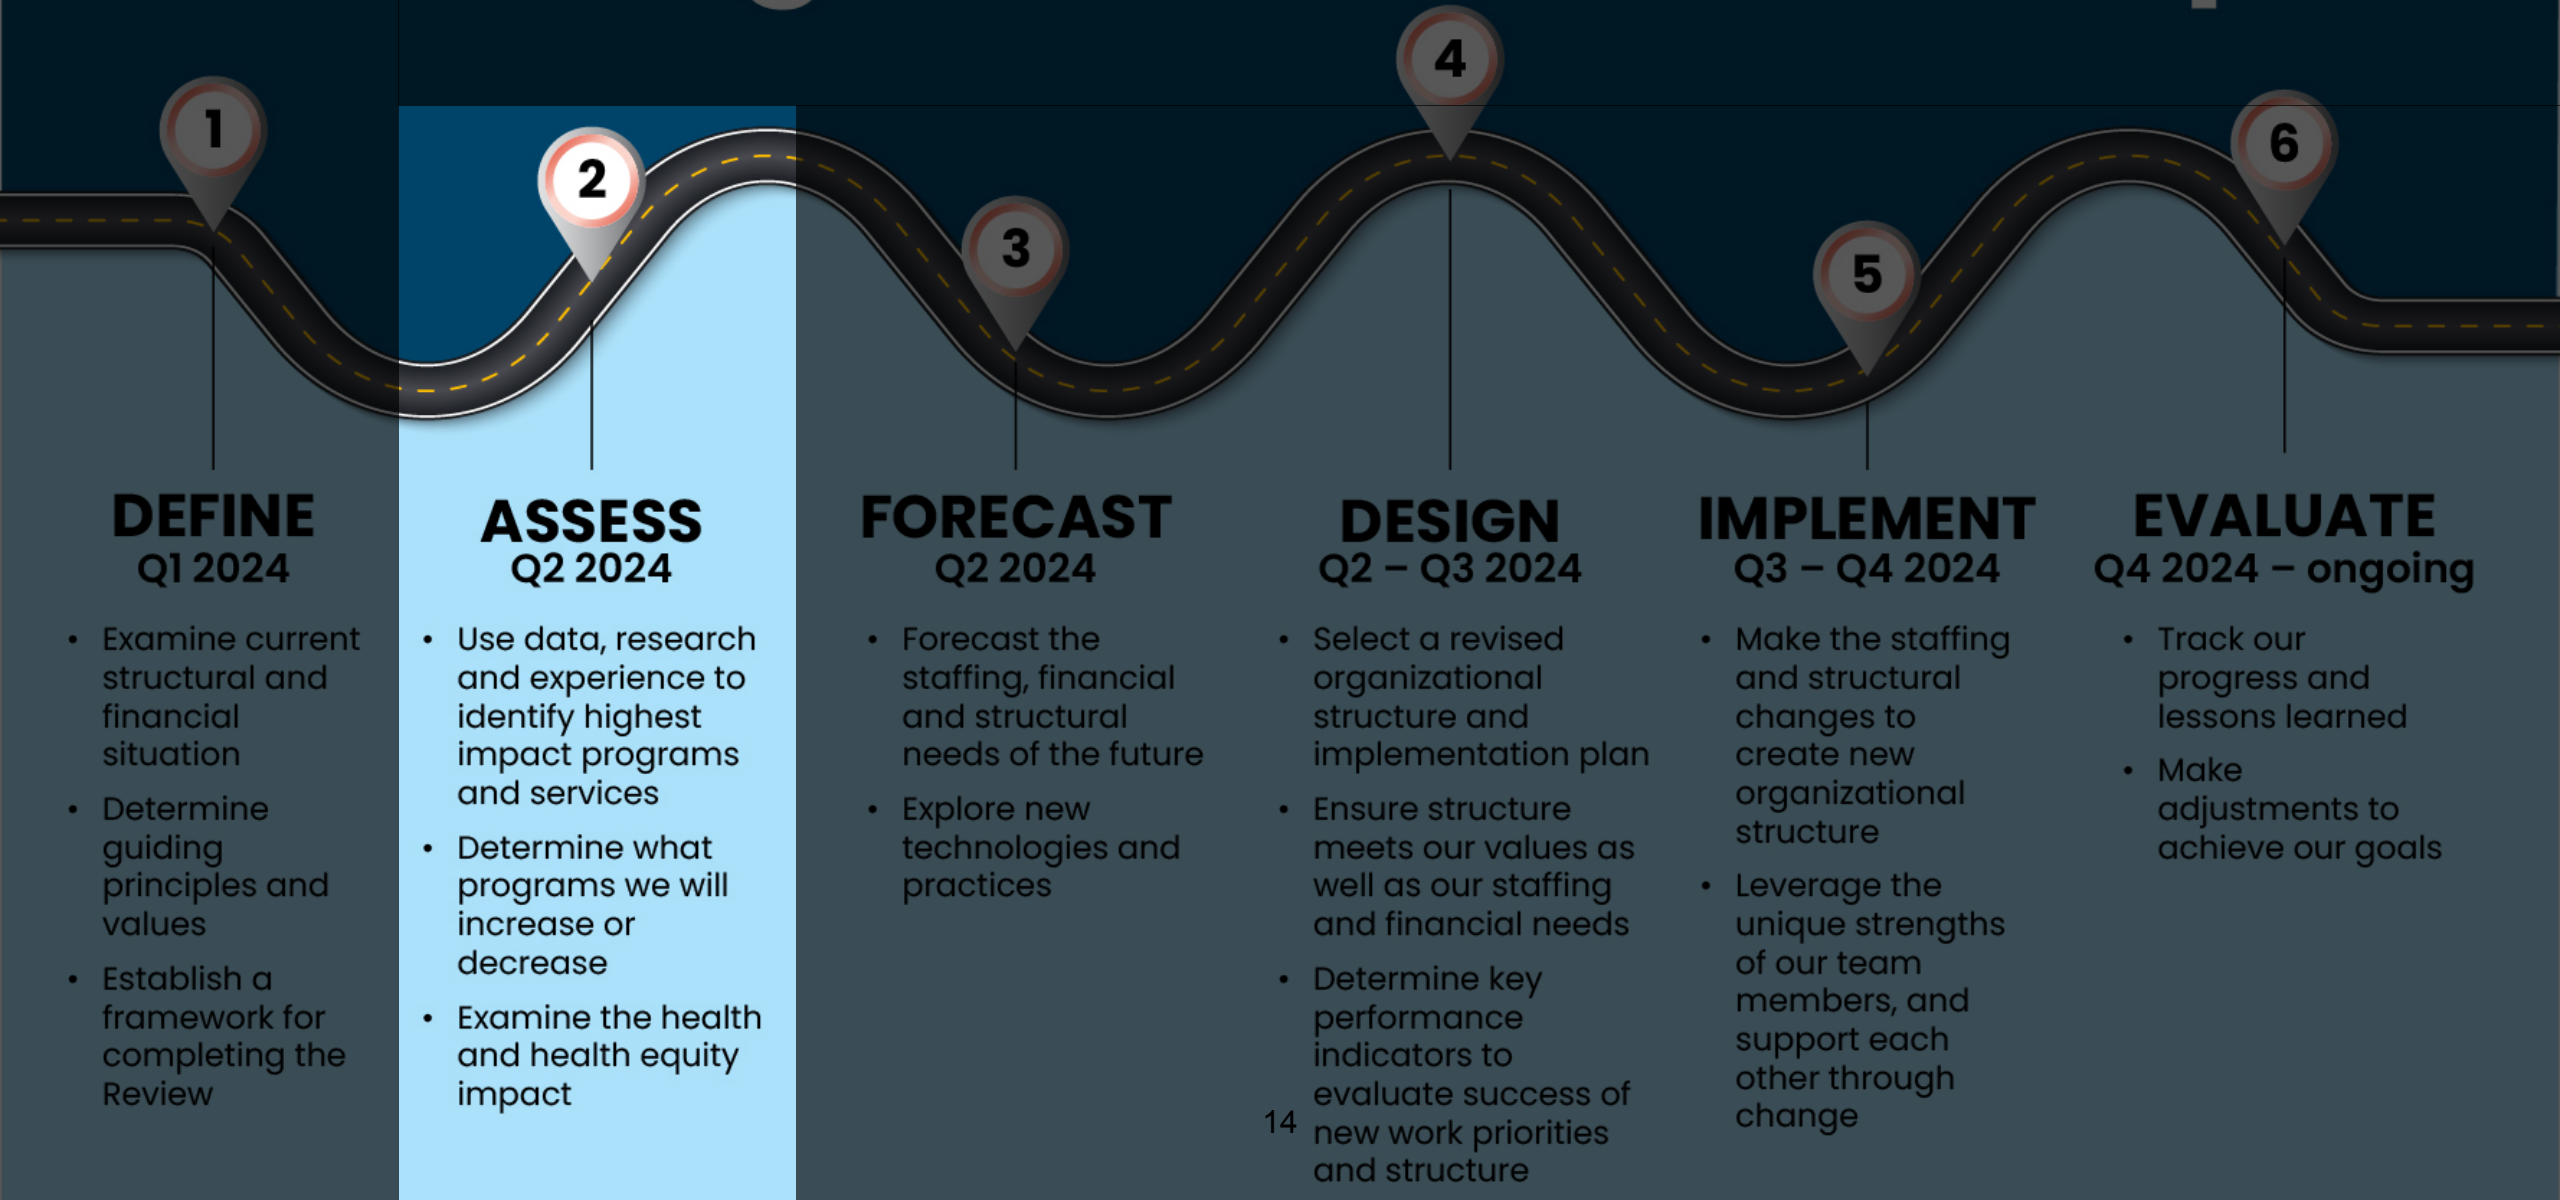 1
DEFINE
Q1 2024
• Examine current
structural and
financial
situation
• Determine
guiding
principles and
values
• Establish a
framework for
completing the
Review
2
ASSESS
Q2 2024
• Use data, research
and experience to
identify highest
impact programs
and services
• Determine what
programs we will
increase or
decrease
• Examine the health
and health equity
impact
3
FORECAST
Q2 2024
• Forecast the
staffing, financial
and structural
needs of the future
• Explore new
technologies and
practices
4
DESIGN
Q2 – Q3 2024
• Select a revised
organizational
structure and
implementation plan
• Ensure structure
meets our values as
well as our staffing
and financial needs
• Determine key
performance
indicators to
evaluate success of
new work priorities
and structure
5
IMPLEMENT
Q3 – Q4 2024
• Make the staffing
and structural
changes to
create new
organizational
structure
• Leverage the
unique strengths
of our team
members, and
support each
other through
change
6
EVALUATE
Q4 2024 – ongoing
• Track our
progress and
lessons learned
• Make
adjustments to
achieve our goals
14